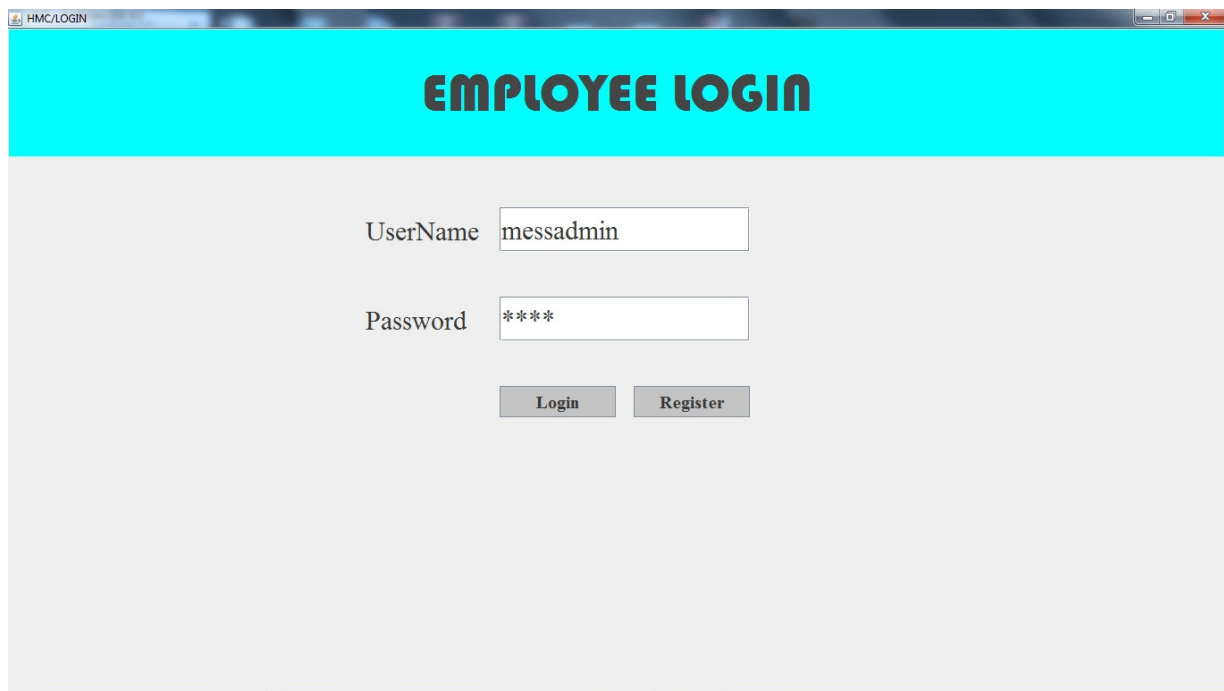 HMC/LOGIN
EMPLOYEE LOGIN
UserName messadmin
Password ****
Login Register